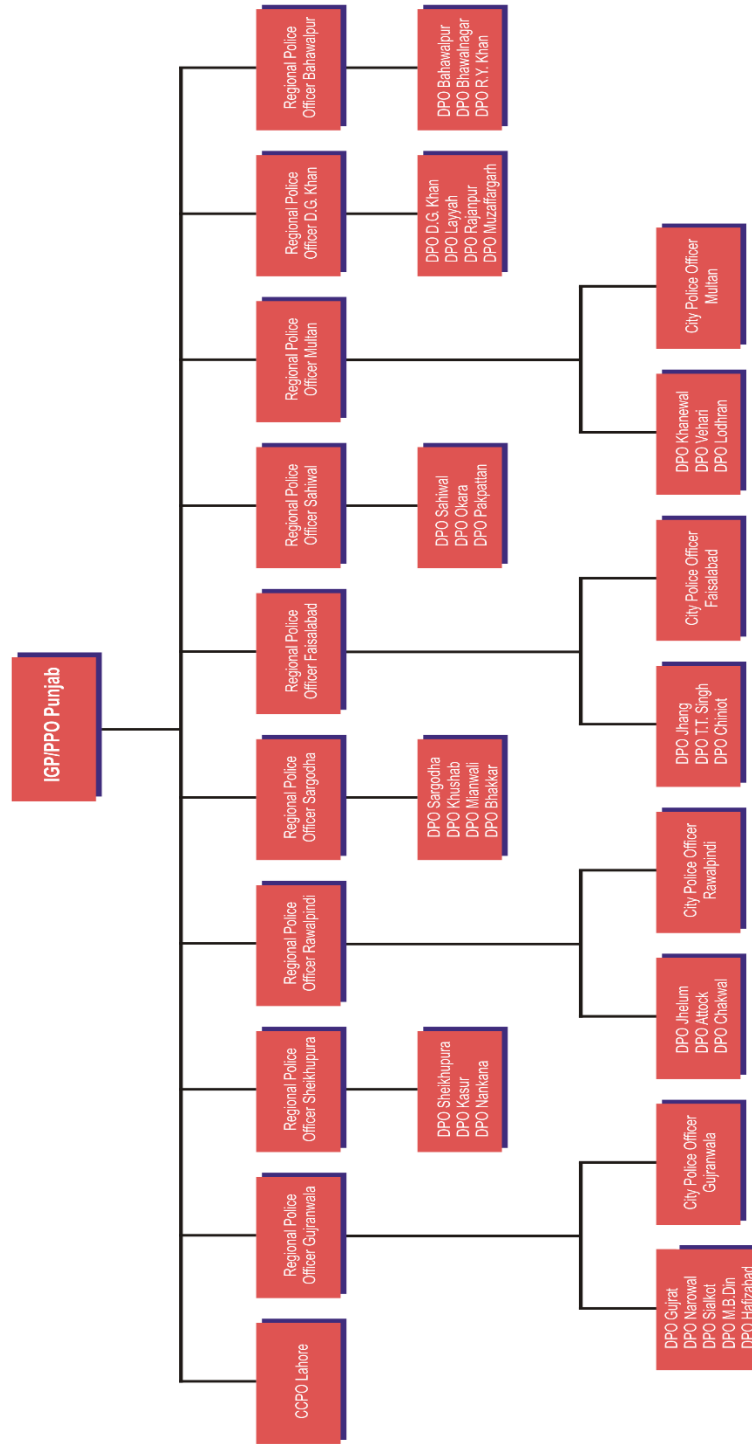 IGP/PPO Punjab
CCPO Lahore
Regional Police
Officer Gujranwala
Regional Police
Officer Sheikhupura
Regional Police
Officer Rawalpindi
Regional Police
Officer Sargodha
Regional Police
Officer Faisalabad
Regional Police
Officer Sahiwal
Regional Police
Officer Multan
Regional Police
Officer D.G. Khan
Regional Police
Officer Bahawalpur
DPO Sheikhupura
DPO Kasur
DPO Nankana
DPO Sargodha
DPO Khushab
DPO Mianwali
DPO Bhakkar
DPO Sahiwal
DPO Okara
DPO Pakpattan
DPO D.G. Khan
DPO Layyah
DPO Rajanpur
DPO Muzaffargarh
DPO Bahawalpur
DPO Bhawalnagar
DPO R.Y. Khan
DPO Gujrat
DPO Narowal
DPO Sialkot
DPO M.B.Din
DPO Hafizabad
City Police Officer
Gujranwala
DPO Jhelum
DPO Attock
DPO Chakwal
City Police Officer
Rawalpindi
DPO Jhang
DPO T.T. Singh
DPO Chiniot
City Police Officer
Faisalabad
DPO Khanewal
DPO Vehari
DPO Lodhran
City Police Officer
Multan